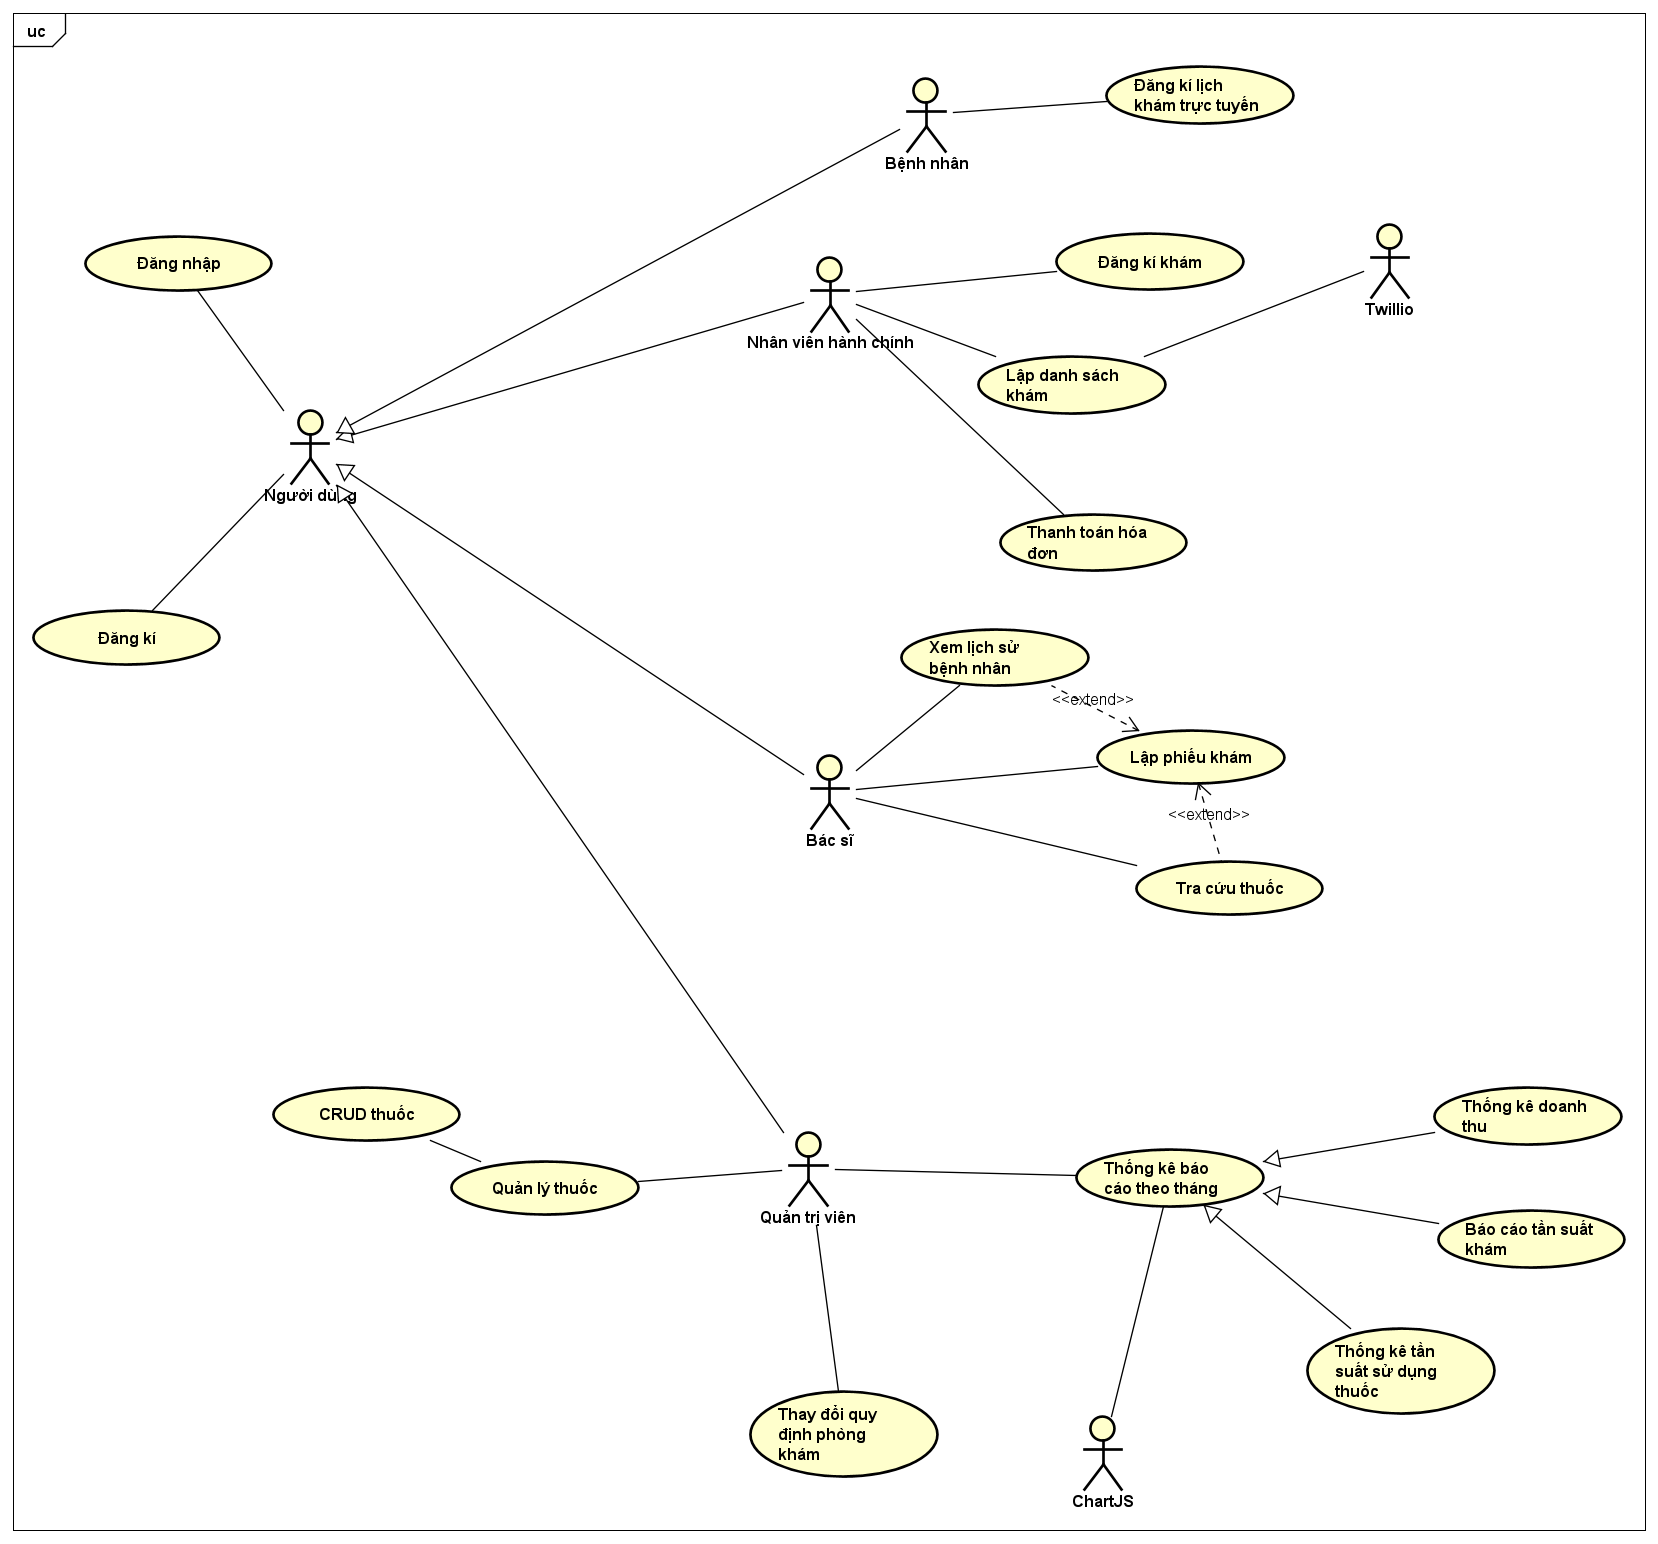 uc
Đăng kí lịch
khám trực tuyến
Bệnh nhân
Đăng nhập
Đăng kí khám
Twillio
Nhân viên hành chính
Lập danh sách
khám
Người dùng
Thanh toán hóa
đơn
Đăng kí
Xem lịch sử
bệnh nhân
<<extend>>
Lập phiếu khám
<<extend>>
Bác sĩ
Tra cứu thuốc
CRUD thuốc
Thống kê doanh
thu
Quản lý thuốc
Thống kê báo
cáo theo tháng
Quản trị viên
Báo cáo tần suất
khám
Thống kê tần
suất sử dụng
thuốc
Thay đổi quy
định phòng
khám
ChartJS